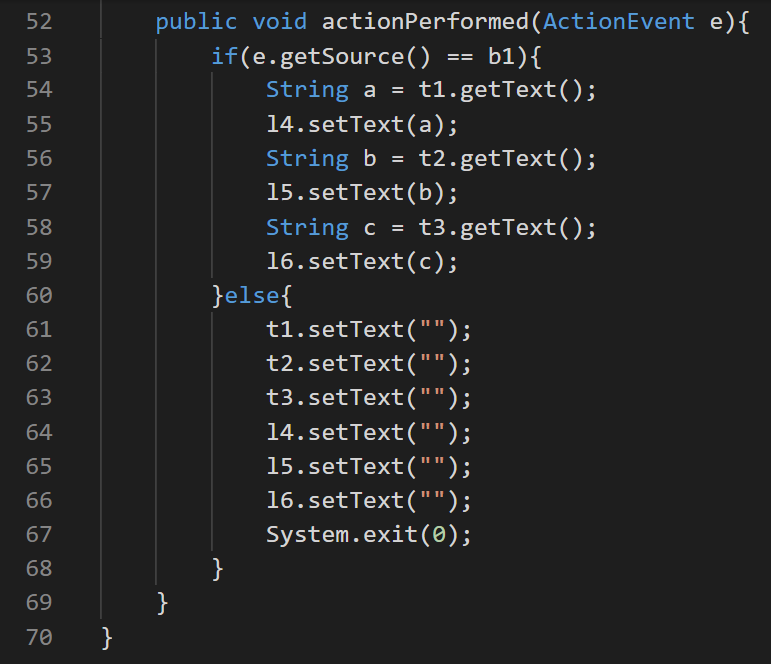 52 public void actionPerformed(ActionEvent e){
53 if(e.getSource() == b1){
54 String a = t1.getText();
55 l4.setText(a);
56 String b = t2.getText();
57 l5.setText(b);
58 String c = t3.getText();
59 l6.setText(c);
60 }else{
61 t1.setText("");
62 t2.setText("");
63 t3.setText("");
64 l4.setText("");
65 l5.setText("");
66 l6.setText("");
67 System.exit(0);
68 }
69 }
70 }